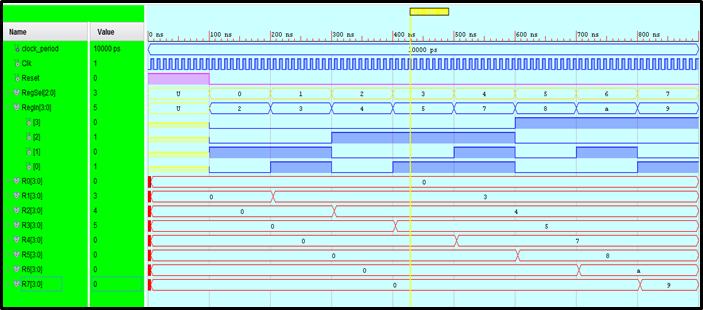 0 ns 100 ns 200 ns 300 ns 400 ns 500 ns 600 ns 700 ns 800 ns
Name Value
clock_period 10000 ps 10000 ps
Clk 1
Reset 0
RegSel[2:0] 3 U 0 1 2 3 4 5 6 7
RegIn[3:0] 5 U 2 3 4 5 7 8 a 9
[3] 0
[2] 1
[1] 0
[0] 1
R0[3:0] 0 0
R1[3:0] 3 0 3
R2[3:0] 4 0 4
R3[3:0] 5 0 5
R4[3:0] 0 0 7
R5[3:0] 0 0 8
R6[3:0] 0 0 a
R7[3:0] 0 0 9